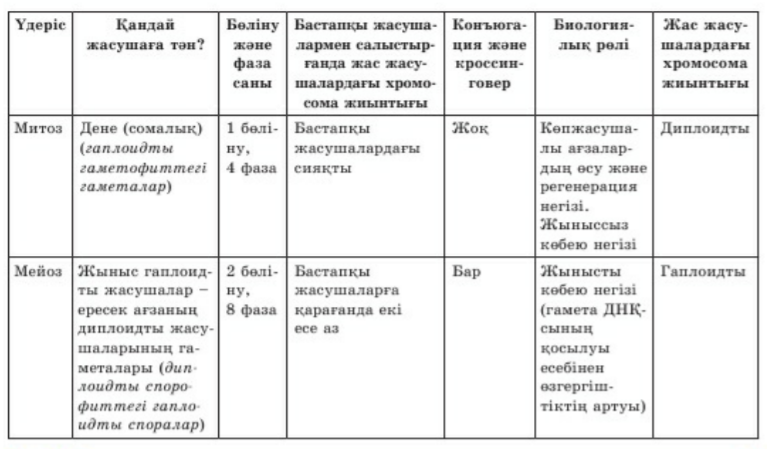 Үдеріс
Қандай
жасушаға тән?
Бөліну
және
фаза
саны
Бастапқы жасуша-
лармен салыстыр-
ғанда жас жасу-
шалардағы хромо-
сома жиынтығы
Конъюга-
ция және
кроссин-
говер
Биология-
лық рөлі
Жас жасу-
шалардағы
хромосома
жиынтығы
Митоз
Дене (сомалық)
(гаплоидты
гаметофиттегі
гаметалар)
1 бөлі-
ну,
4 фаза
Бастапқы
жасушалардағы
сияқты
Жоқ
Көпжасуша-
лы ағзалар-
дың өсу және
регенерация
негізі.
Жыныссыз
көбею негізі
Диплоидты
Мейоз
Жыныс гаплоид-
ты жасушалар –
ересек ағзаның
диплоидты жасу-
шаларының га-
металары (дип-
лоидты споро-
фиттегі гапло-
идты споралар)
2 бөлі-
ну,
8 фаза
Бастапқы
жасушаларға
қарағанда екі
есе аз
Бар
Жынысты
көбею негізі
(гамета ДНҚ-
сының
қосылуы
есебінен
өзгергіш-
тіктің артуы)
Гаплоидты